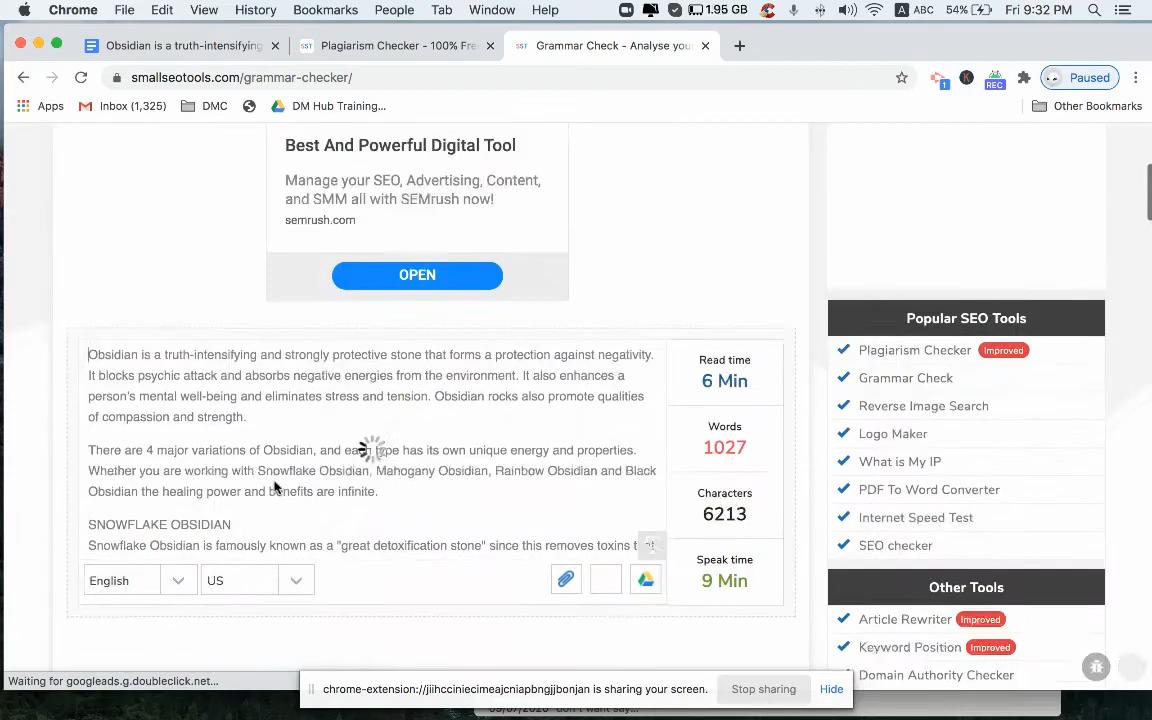 Chrome File Edit View History Bookmarks People Tab Window Help 1.95 GB A ABC 54% Fri 9:32 PM
Obsidian is a truth-intensifying
SST Plagiarism Checker - 100% Fre
SST Grammar Check - Analyse you
smallseotools.com/grammar-checker/
1 K REC Paused
Apps Inbox (1,325) DMC DM Hub Training... Other Bookmarks
Best And Powerful Digital Tool
Manage your SEO, Advertising, Content,
and SMM all with SEMrush now!
semrush.com
OPEN
Obsidian is a truth-intensifying and strongly protective stone that forms a protection against negativity.
It blocks psychic attack and absorbs negative energies from the environment. It also enhances a
person's mental well-being and eliminates stress and tension. Obsidian rocks also promote qualities
of compassion and strength.
There are 4 major variations of Obsidian, and each type has its own unique energy and properties.
Whether you are working with Snowflake Obsidian, Mahogany Obsidian, Rainbow Obsidian and Black
Obsidian the healing power and benefits are infinite.
SNOWFLAKE OBSIDIAN
Snowflake Obsidian is famously known as a "great detoxification stone" since this removes toxins
English
US
Read time
6 Min
Words
1027
Characters
6213
Speak time
9 Min
Popular SEO Tools
Plagiarism Checker Improved
Grammar Check
Reverse Image Search
Logo Maker
What is My IP
PDF To Word Converter
Internet Speed Test
SEO checker
Other Tools
Article Rewriter Improved
Keyword Position Improved
Domain Authority Checker
Waiting for googleads.g.doubleclick.net...
chrome-extension://jiihcciniecimeajcniapbngjjbonjan is sharing your screen. Stop sharing Hide